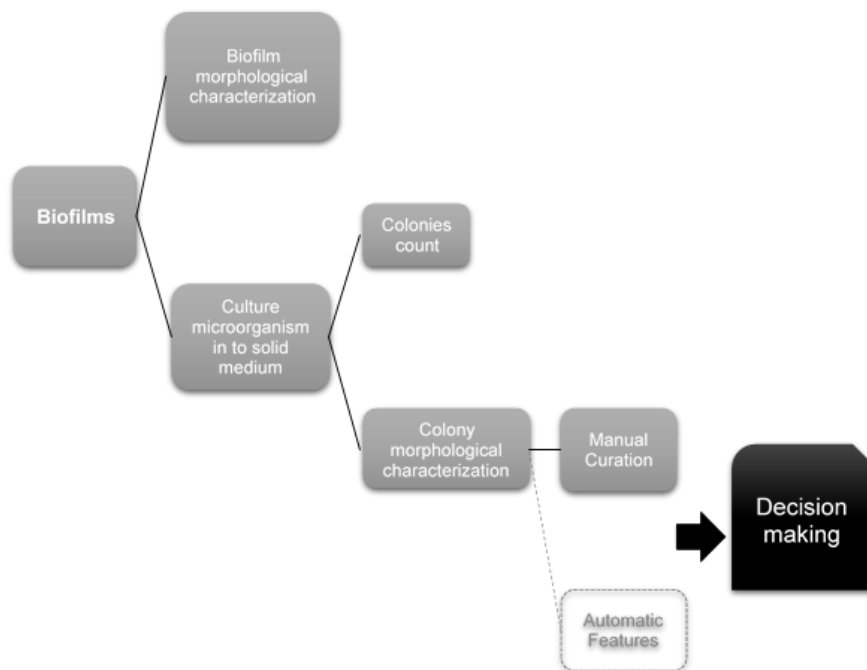 Biofilm
morphological
characterization
Biofilms
Colonies
count
Culture
microorganism
in to solid
medium
Colony
morphological
characterization
Manual
Curation
Decision
making
Automatic
Features